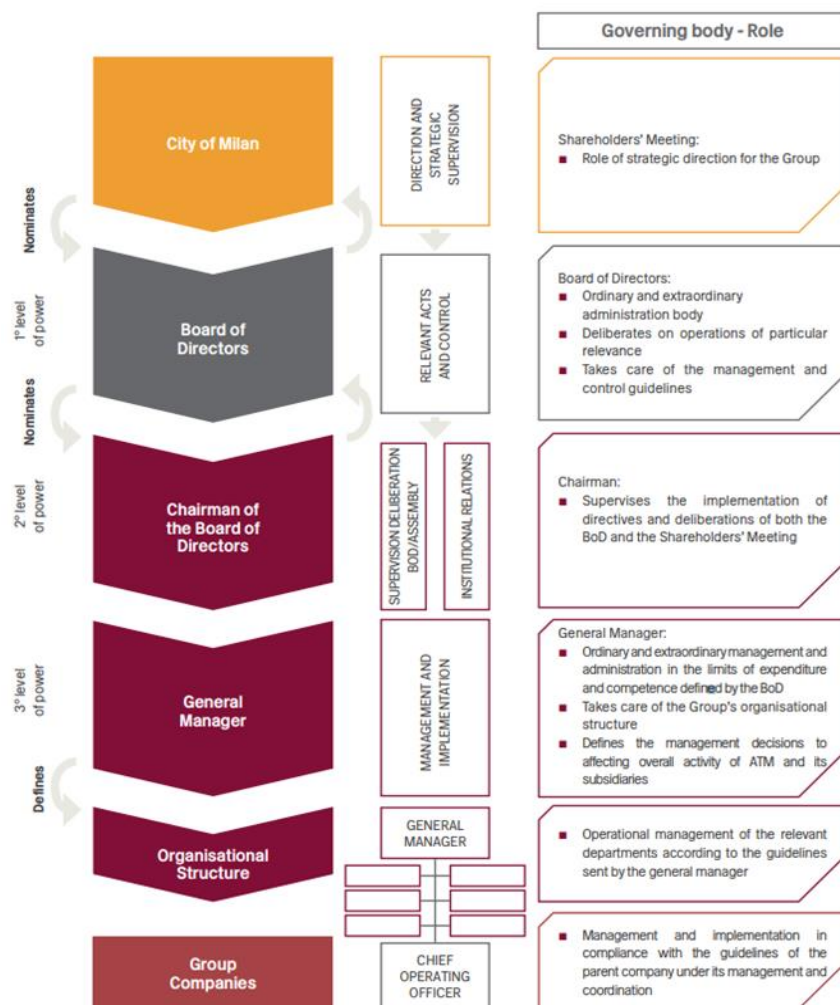 Governing body - Role
City of Milan
DIRECTION AND
STRATEGIC
SUPERVISION
Shareholders' Meeting:
■ Role of strategic direction for the Group
Nominates
1° level
of power
Board of
Directors
RELEVANT ACTS
AND CONTROL
Board of Directors:
■ Ordinary and extraordinary
administration body
■ Deliberates on operations of particular
relevance
■ Takes care of the management and
control guidelines
Nominates
2° level
of power
Chairman of
the Board of
Directors
SUPERVISION DELIBERATION
BOD/ASSEMBLY
INSTITUTIONAL RELATIONS
Chairman:
■ Supervises the implementation of
directives and deliberations of both the
BoD and the Shareholders' Meeting
3° level
of power
General
Manager
MANAGEMENT AND
IMPLEMENTATION
General Manager:
■ Ordinary and extraordinary management and
administration in the limits of expenditure
and competence defined by the BoD
■ Takes care of the Group's organisational
structure
■ Defines the management decisions to
affecting overall activity of ATM and its
subsidiaries
Defines
Organisational
Structure
GENERAL
MANAGER
■ Operational management of the relevant
departments according to the guidelines
sent by the general manager
Group
Companies
CHIEF
OPERATING
OFFICER
■ Management and implementation in
compliance with the guidelines of the
parent company under its management and
coordination